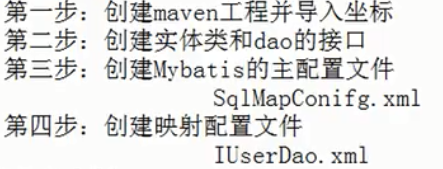 第一步：创建maven工程并导入坐标
第二步：创建实体类和dao的接口
第三步：创建Mybatis的主配置文件
SqlMapConifg.xml
第四步：创建映射配置文件
IUserDao.xml